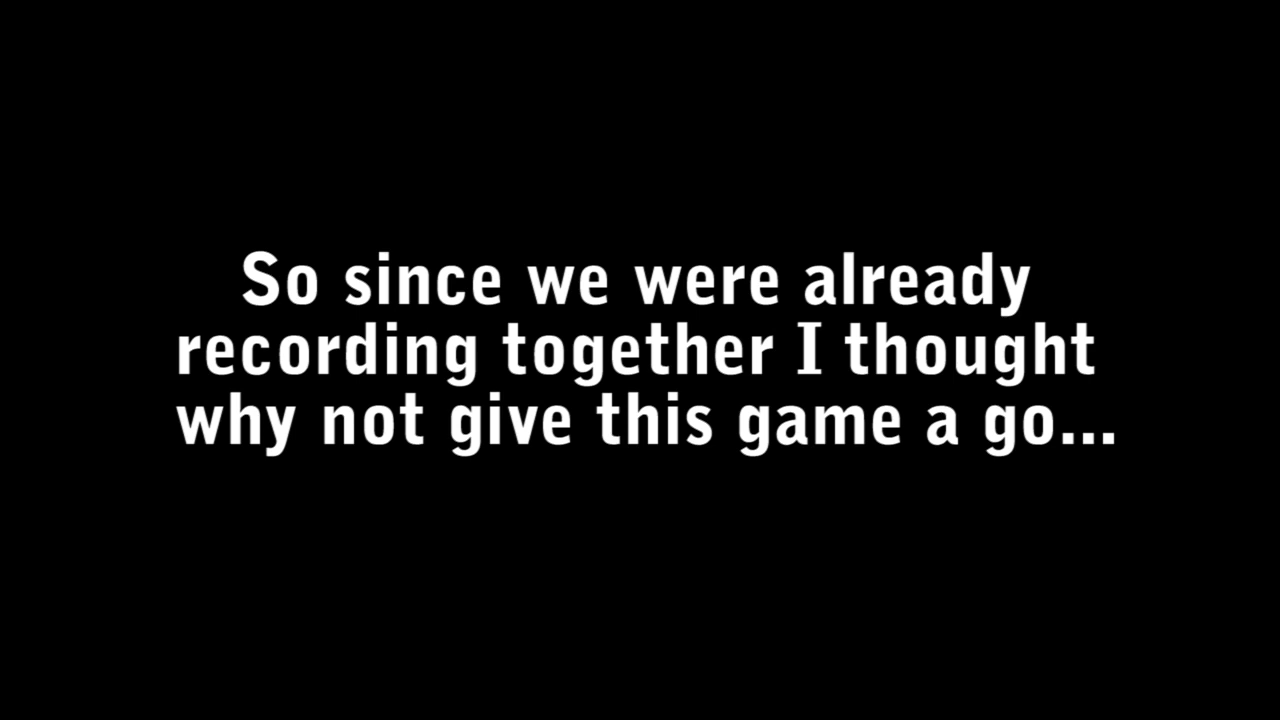 So since we were already
recording together I thought
why not give this game a go...